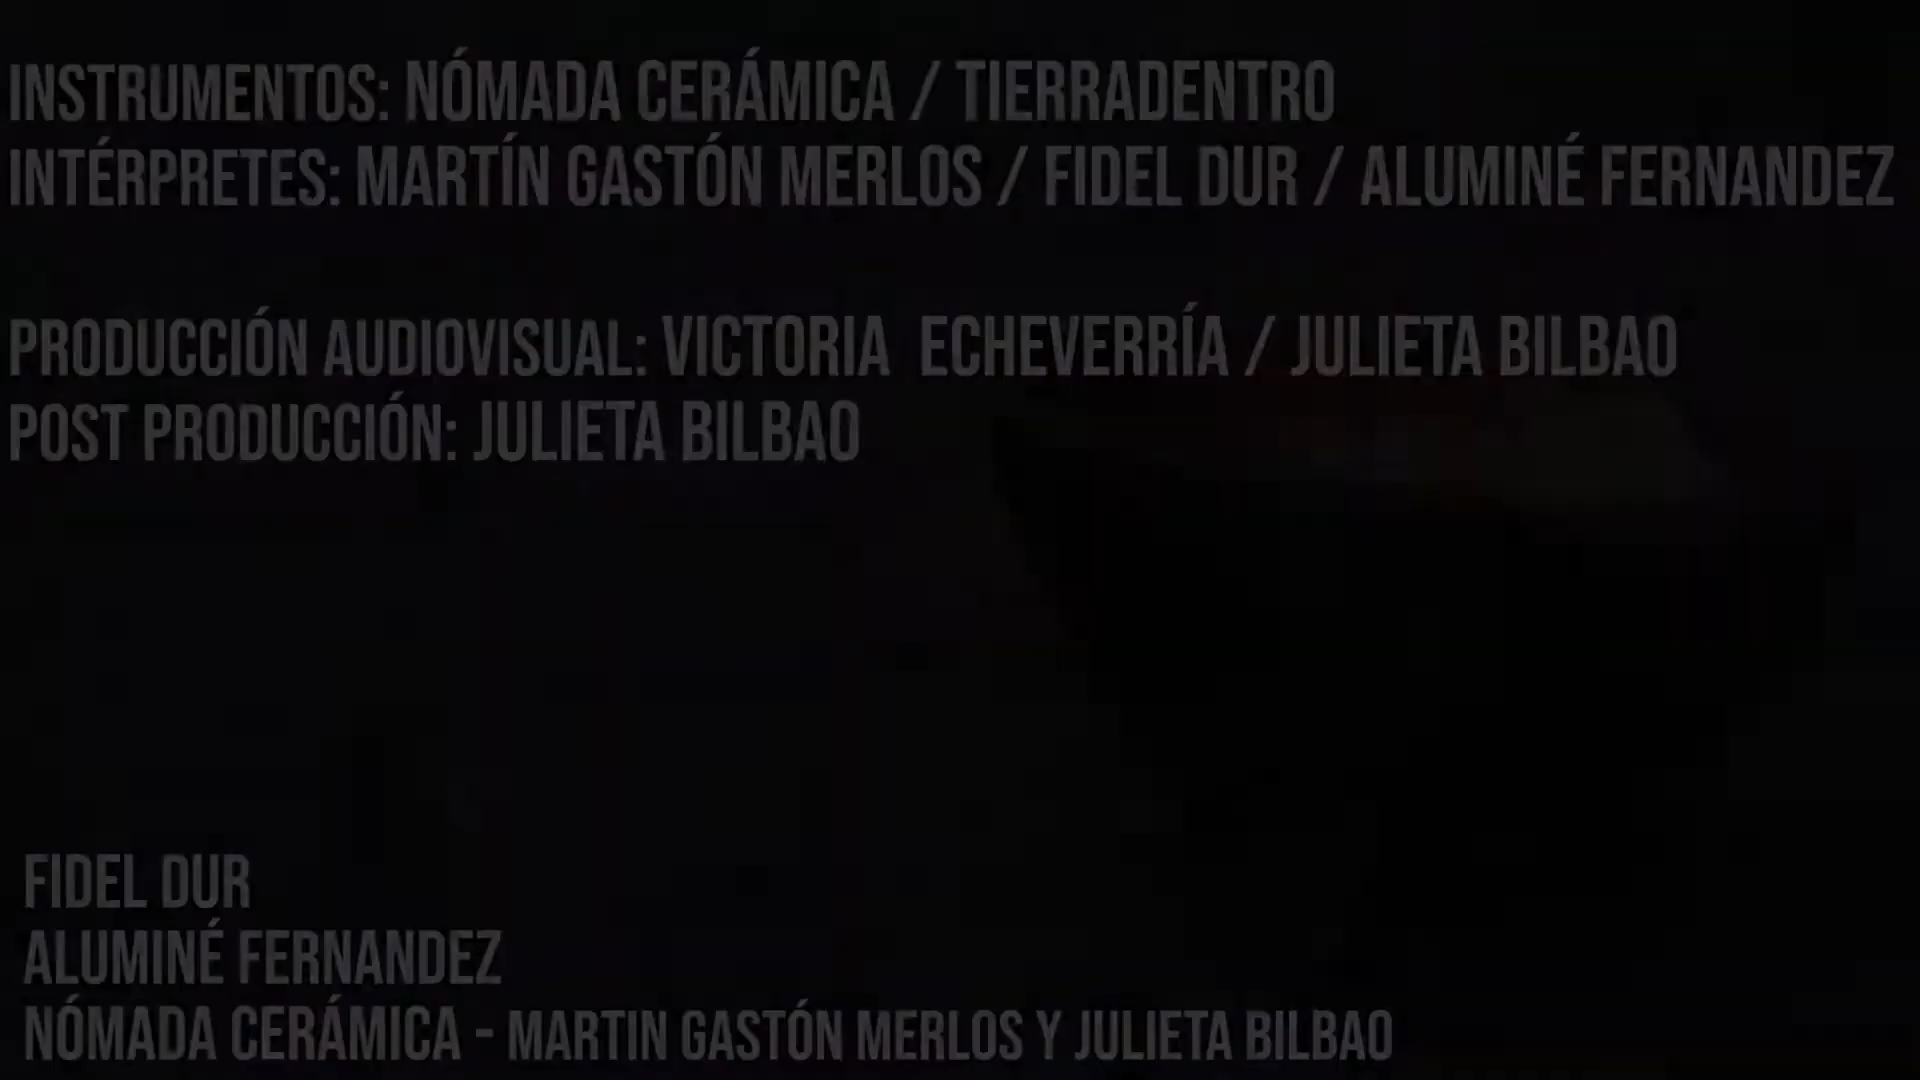 INSTRUMENTOS: NÓMADA CERÁMICA / TIERRADENTRO
INTÉRPRETES: MARTÍN GASTÓN MERLOS / FIDEL DUR / ALUMINÉ FERNANDEZ
PRODUCCIÓN AUDIOVISUAL: VICTORIA ECHEVERRÍA / JULIETA BILBAO
POST PRODUCCIÓN: JULIETA BILBAO
FIDEL DUR
ALUMINÉ FERNANDEZ
NÓMADA CERÁMICA - MARTIN GASTÓN MERLOS Y JULIETA BILBAO